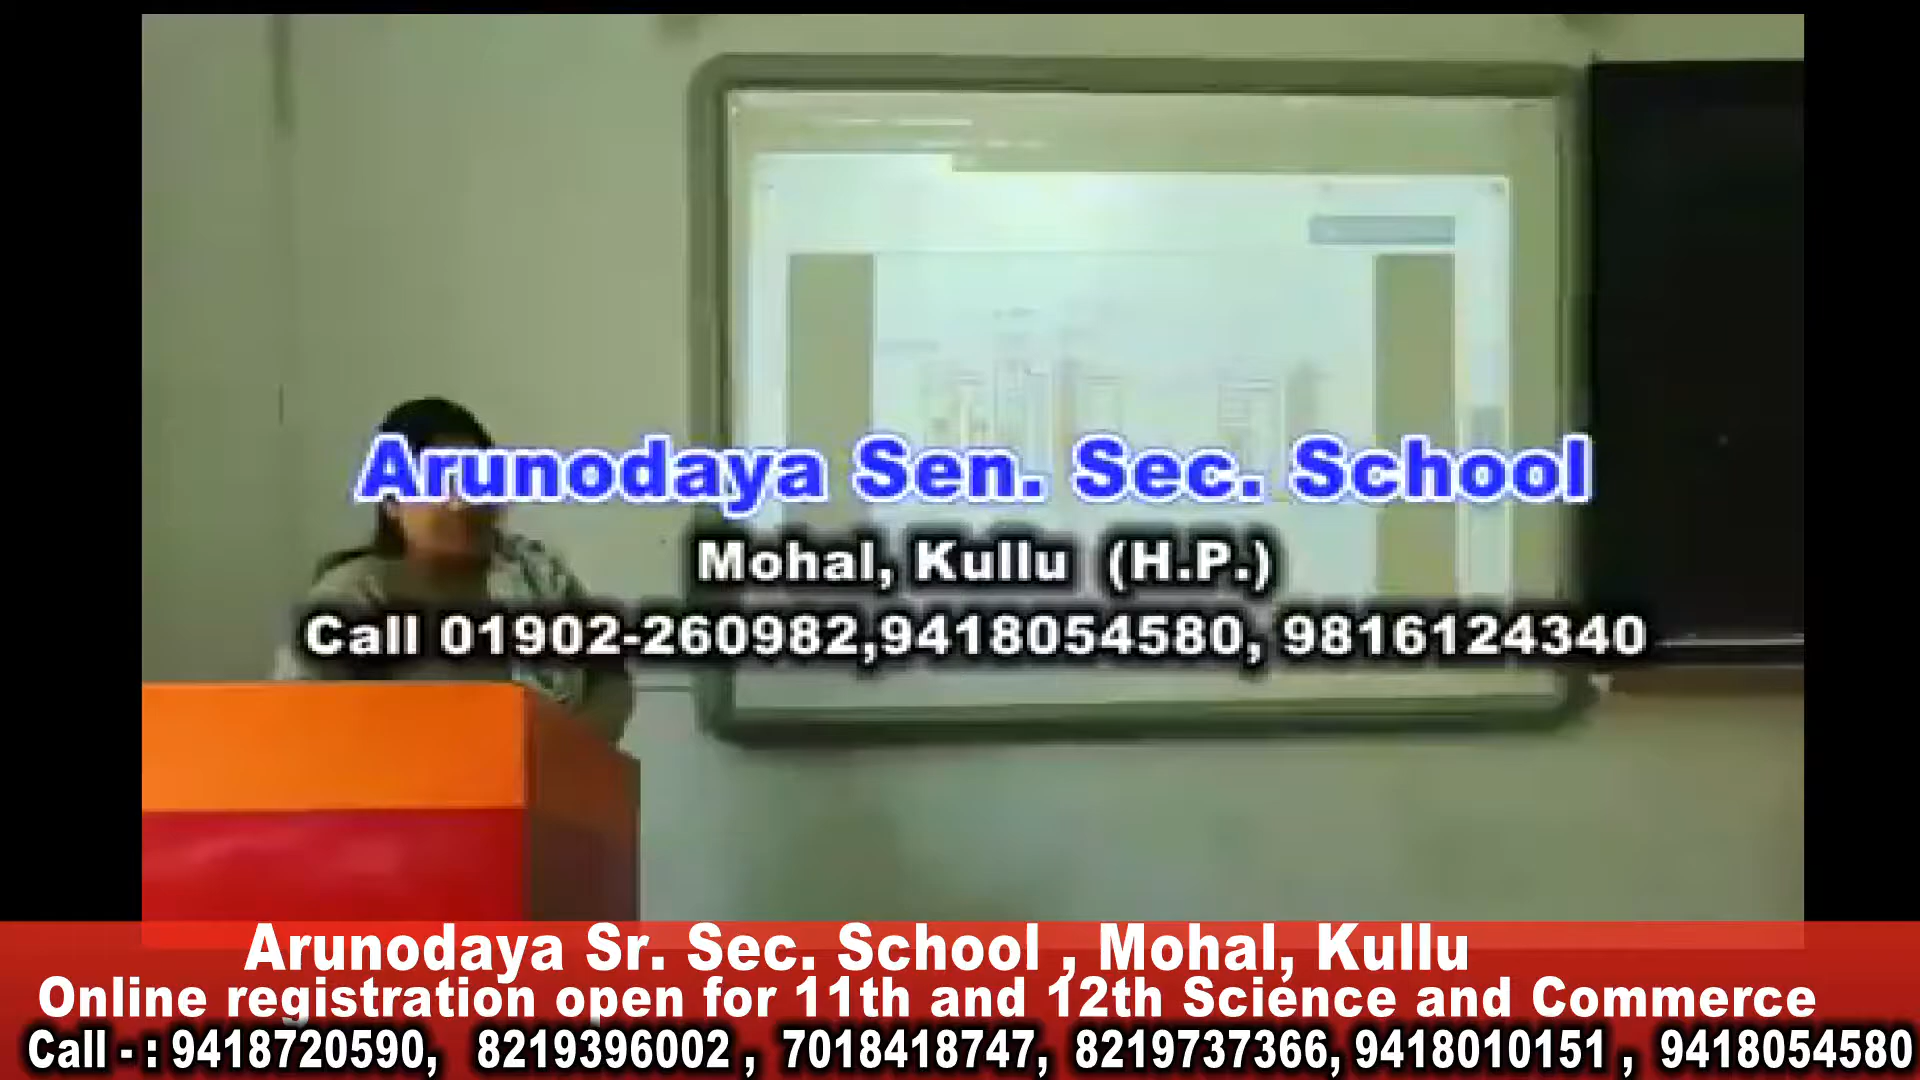 Arunodaya Sen. Sec. School
Mohal, Kullu (H.P.)
Call 01902-260982,9418054580, 9816124340
Arunodaya Sr. Sec. School , Mohal, Kullu
Online registration open for 11th and 12th Science and Commerce
Call - : 9418720590, 8219396002 , 7018418747, 8219737366, 9418010151 , 9418054580